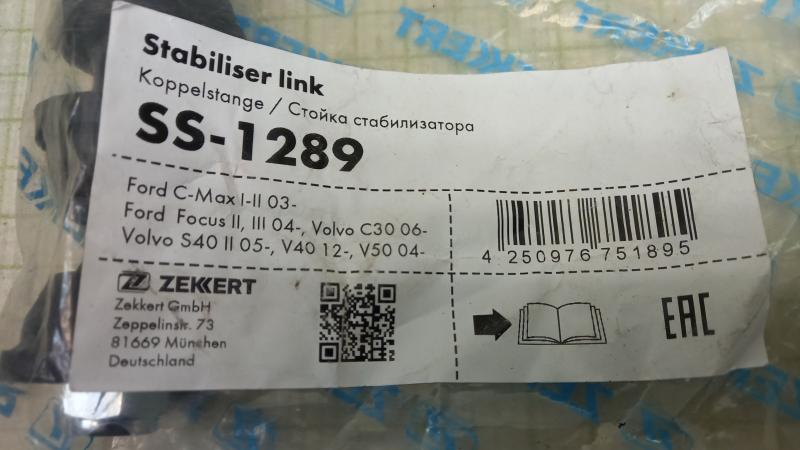 Stabiliser link
Koppelstange / Стойка стабилизатора
SS-1289
Ford C-Max I-II 03-
Ford Focus II, III 04-, Volvo C30 06-
Volvo S40 II 05-, V40 12-, V50 04-
4 250976 751895
ZEKKERT
Zekkert GmbH
Zeppelinstr. 73
81669 München
Deutschland
EAC
ZEKKERT